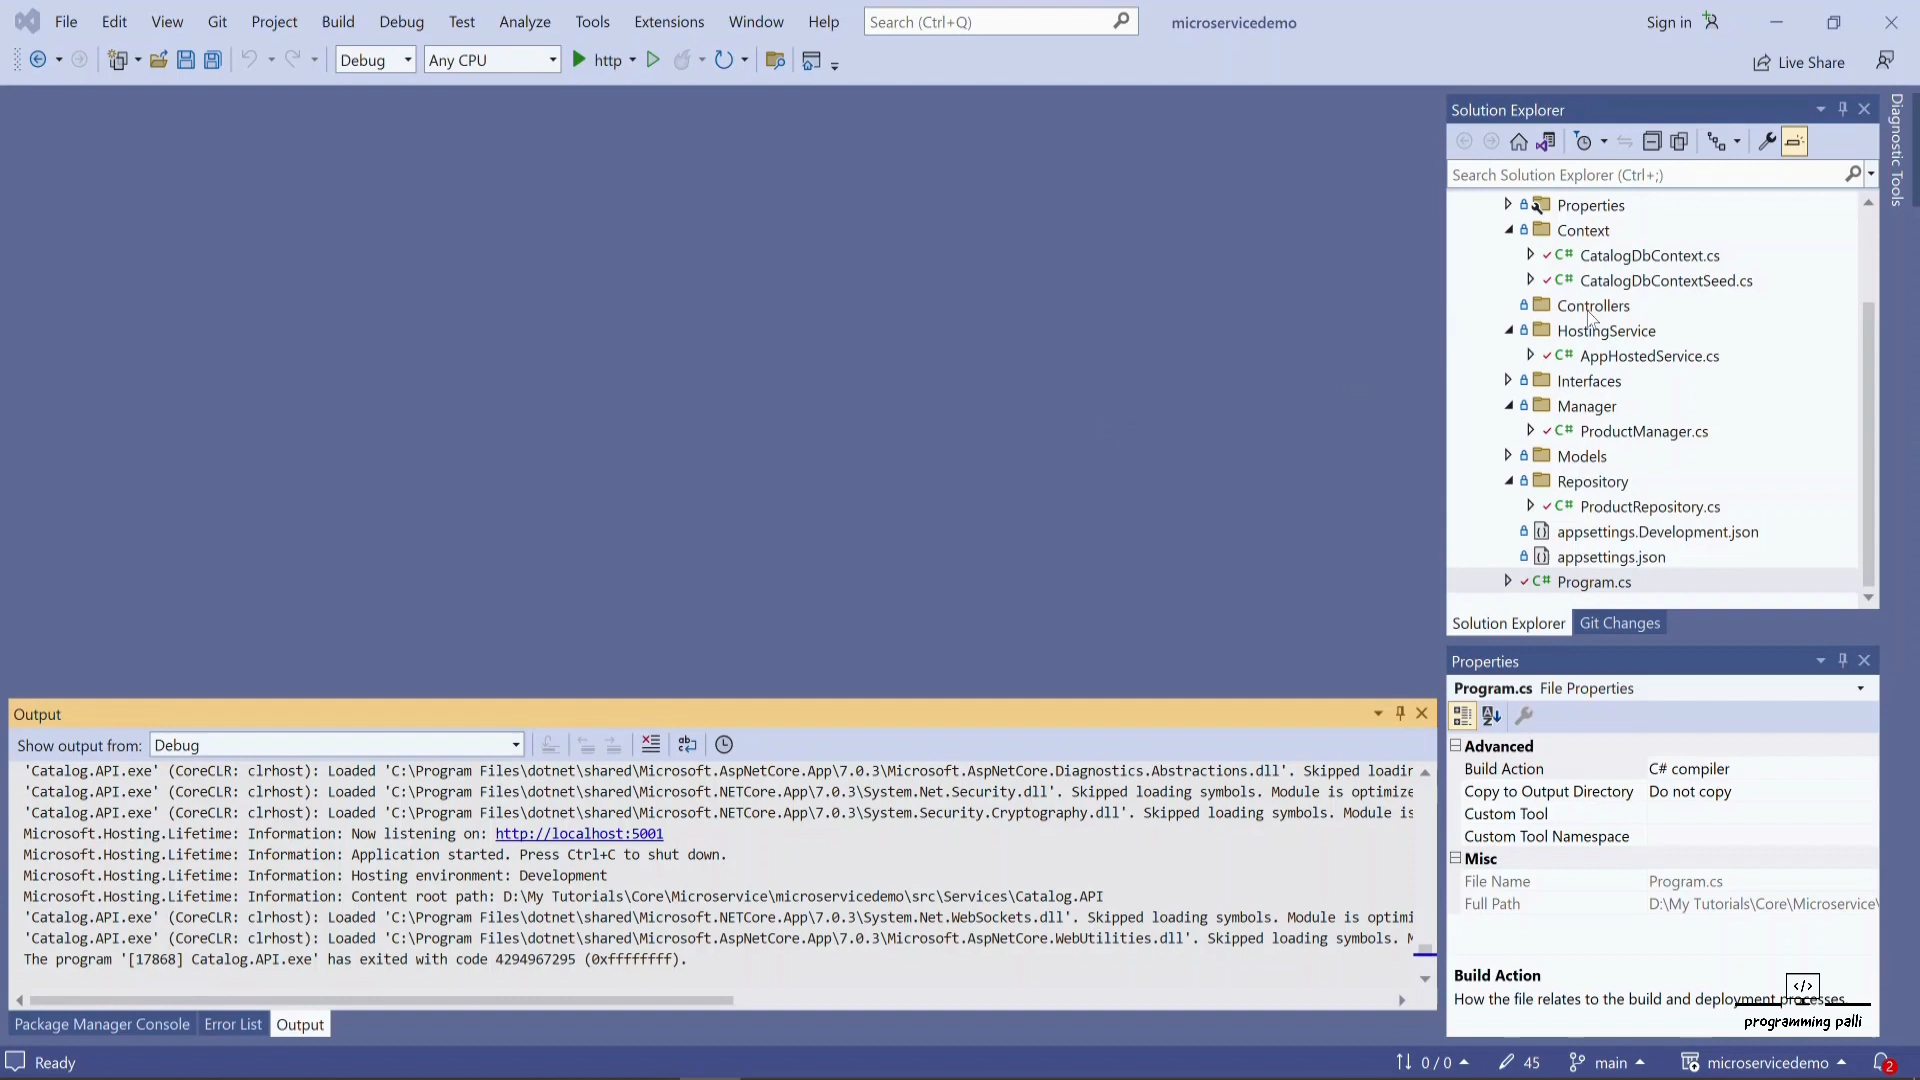 File Edit View Git Project Build Debug Test Analyze Tools Extensions Window Help Search (Ctrl+Q) microservicedemo Sign in
Debug Any CPU http Live Share
Solution Explorer
Search Solution Explorer (Ctrl+;)
Properties
Context
C# CatalogDbContext.cs
C# CatalogDbContextSeed.cs
Controllers
HostingService
C# AppHostedService.cs
Interfaces
Manager
C# ProductManager.cs
Models
Repository
C# ProductRepository.cs
appsettings.Development.json
appsettings.json
C# Program.cs
Solution Explorer Git Changes
Diagnostic Tools
Properties
Program.cs File Properties
Advanced
Build Action C# compiler
Copy to Output Directory Do not copy
Custom Tool
Custom Tool Namespace
Misc
File Name Program.cs
Full Path D:\My Tutorials\Core\Microservice\
Build Action
How the file relates to the build and deployment processes.
</>
programming palli
Output
Show output from: Debug
'Catalog.API.exe' (CoreCLR: clrhost): Loaded 'C:\Program Files\dotnet\shared\Microsoft.AspNetCore.App\7.0.3\Microsoft.AspNetCore.Diagnostics.Abstractions.dll'. Skipped loadin
'Catalog.API.exe' (CoreCLR: clrhost): Loaded 'C:\Program Files\dotnet\shared\Microsoft.NETCore.App\7.0.3\System.Net.Security.dll'. Skipped loading symbols. Module is optimize
'Catalog.API.exe' (CoreCLR: clrhost): Loaded 'C:\Program Files\dotnet\shared\Microsoft.NETCore.App\7.0.3\System.Security.Cryptography.dll'. Skipped loading symbols. Module is
Microsoft.Hosting.Lifetime: Information: Now listening on: http://localhost:5001
Microsoft.Hosting.Lifetime: Information: Application started. Press Ctrl+C to shut down.
Microsoft.Hosting.Lifetime: Information: Hosting environment: Development
Microsoft.Hosting.Lifetime: Information: Content root path: D:\My Tutorials\Core\Microservice\microservicedemo\src\Services\Catalog.API
'Catalog.API.exe' (CoreCLR: clrhost): Loaded 'C:\Program Files\dotnet\shared\Microsoft.NETCore.App\7.0.3\System.Net.WebSockets.dll'. Skipped loading symbols. Module is optimi
'Catalog.API.exe' (CoreCLR: clrhost): Loaded 'C:\Program Files\dotnet\shared\Microsoft.AspNetCore.App\7.0.3\Microsoft.AspNetCore.WebUtilities.dll'. Skipped loading symbols. M
The program '[17868] Catalog.API.exe' has exited with code 4294967295 (0xffffffff).
Package Manager Console Error List Output
Ready 0 / 0 45 main microservicedemo 2